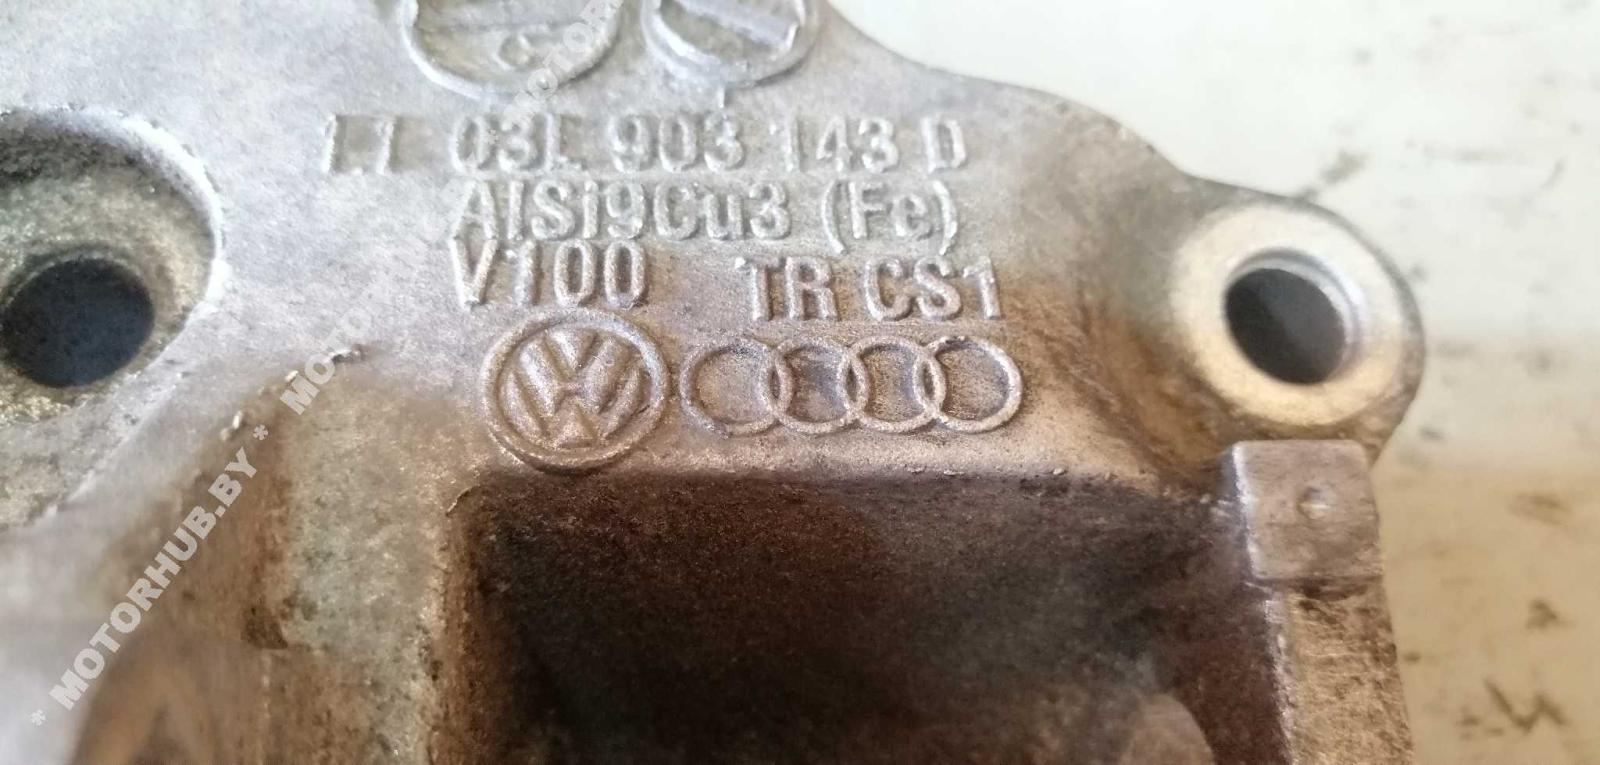 03L 903 143 D
AlSi9Cu3 (Fe)
V100 TR CS1
* MOTORHUB.BY *